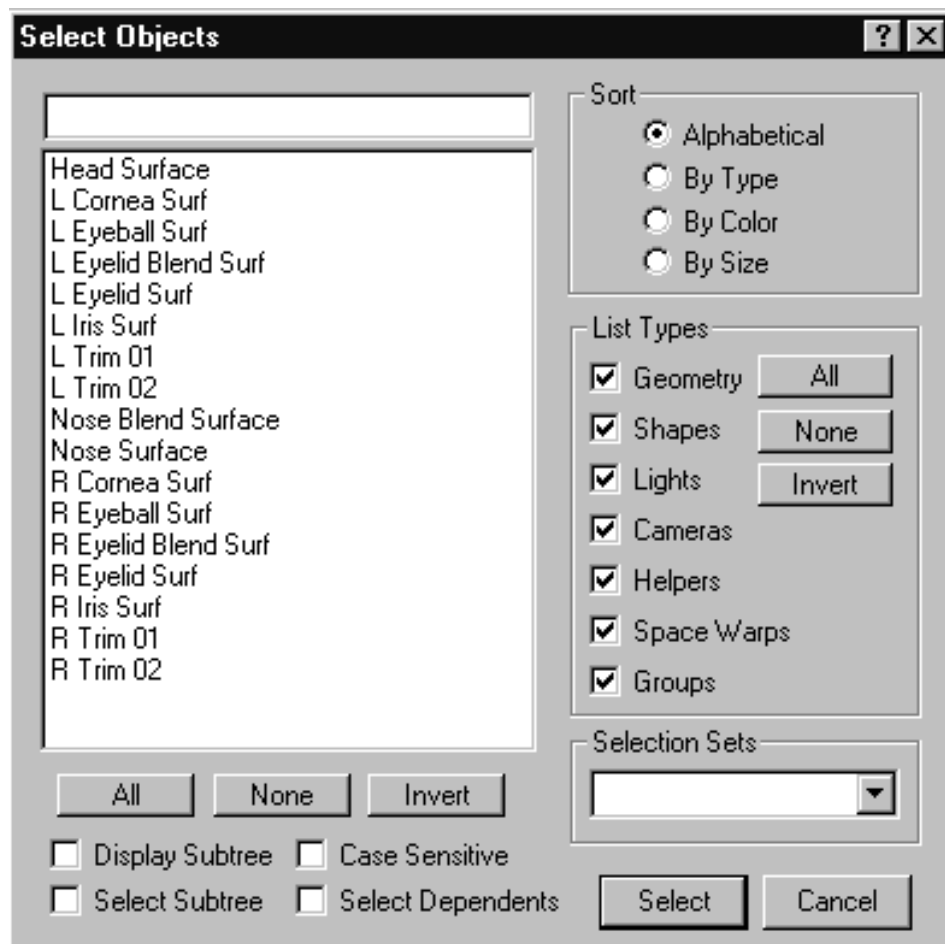 Select Objects
Sort
Alphabetical
By Type
By Color
By Size
Head Surface
L Cornea Surf
L Eyeball Surf
L Eyelid Blend Surf
L Eyelid Surf
L Iris Surf
L Trim 01
L Trim 02
Nose Blend Surface
Nose Surface
R Cornea Surf
R Eyeball Surf
R Eyelid Blend Surf
R Eyelid Surf
R Iris Surf
R Trim 01
R Trim 02
List Types
Geometry All
Shapes None
Lights Invert
Cameras
Helpers
Space Warps
Groups
Selection Sets
All None Invert
Display Subtree Case Sensitive
Select Subtree Select Dependents
Select Cancel